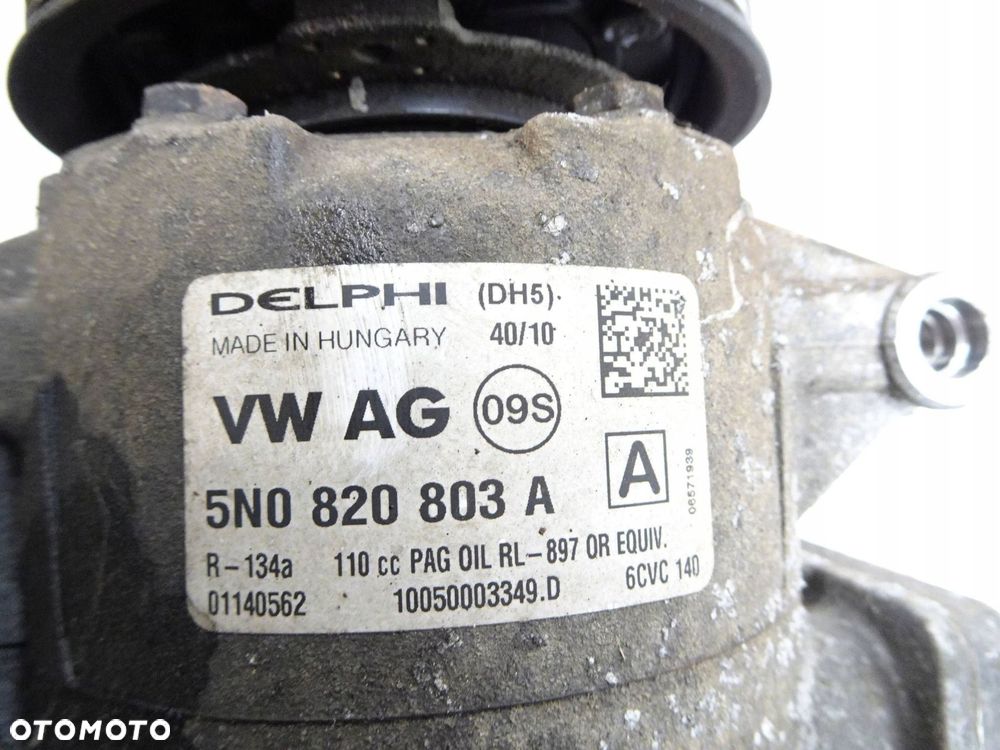 DELPHI (DH5)
MADE IN HUNGARY 40/10
VW AG 09S
5N0 820 803 A A
06571939
R-134a 110 cc PAG OIL RL-897 OR EQUIV.
01140562 10050003349.D 6CVC 140
OTOMOTO